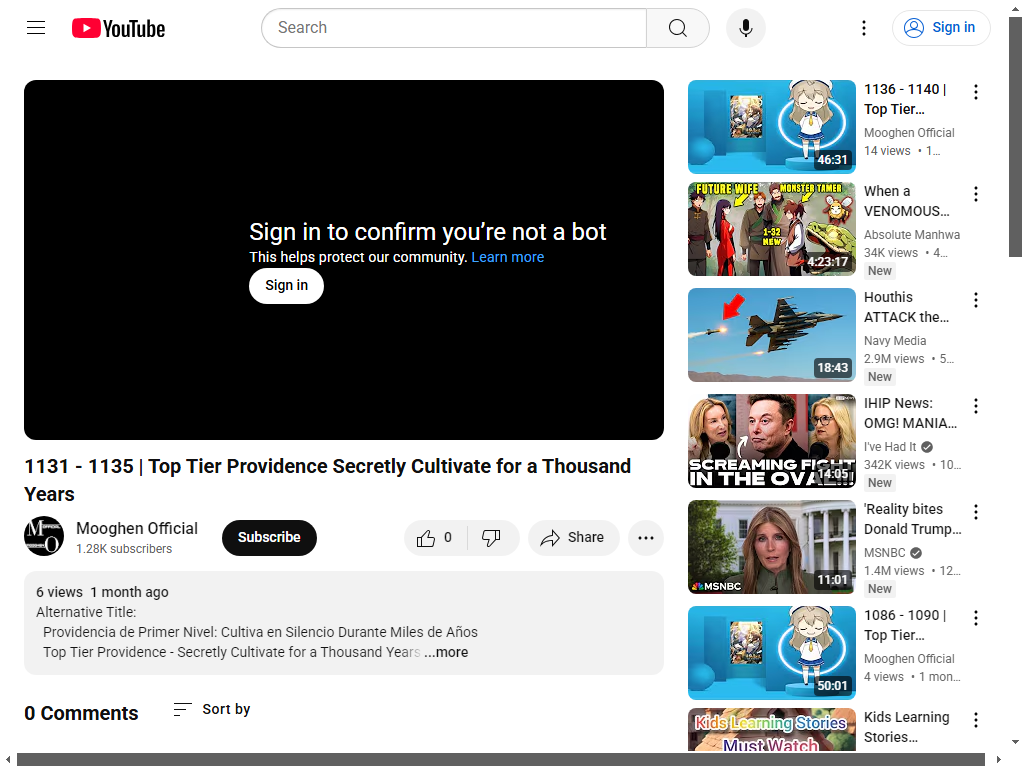 YouTube
Search
Sign in
Sign in to confirm you're not a bot
This helps protect our community. Learn more
Sign in
1131 - 1135 | Top Tier Providence Secretly Cultivate for a Thousand
Years
Mooghen Official
1.28K subscribers
Subscribe
0
Share
6 views 1 month ago
Alternative Title:
Providencia de Primer Nivel: Cultiva en Silencio Durante Miles de Años
Top Tier Providence - Secretly Cultivate for a Thousand Years ...more
0 Comments
Sort by
46:31
1136 - 1140 |
Top Tier...
Mooghen Official
14 views • 1...
FUTURE WIFE
MONSTER TAMER
1-32
NEW
4:23:17
When a
VENOMOUS...
Absolute Manhwa
34K views • 4...
New
18:43
Houthis
ATTACK the...
Navy Media
2.9M views • 5...
New
SCREAMING FIGHT
IN THE OVAL...
14:05
IHIP News:
OMG! MANIA...
I've Had It
342K views • 10...
New
MSNBC
11:01
'Reality bites
Donald Trump...
MSNBC
1.4M views • 12...
New
50:01
1086 - 1090 |
Top Tier...
Mooghen Official
4 views • 1 mon...
Kids Learning Stories
Must Watch
Kids Learning
Stories...